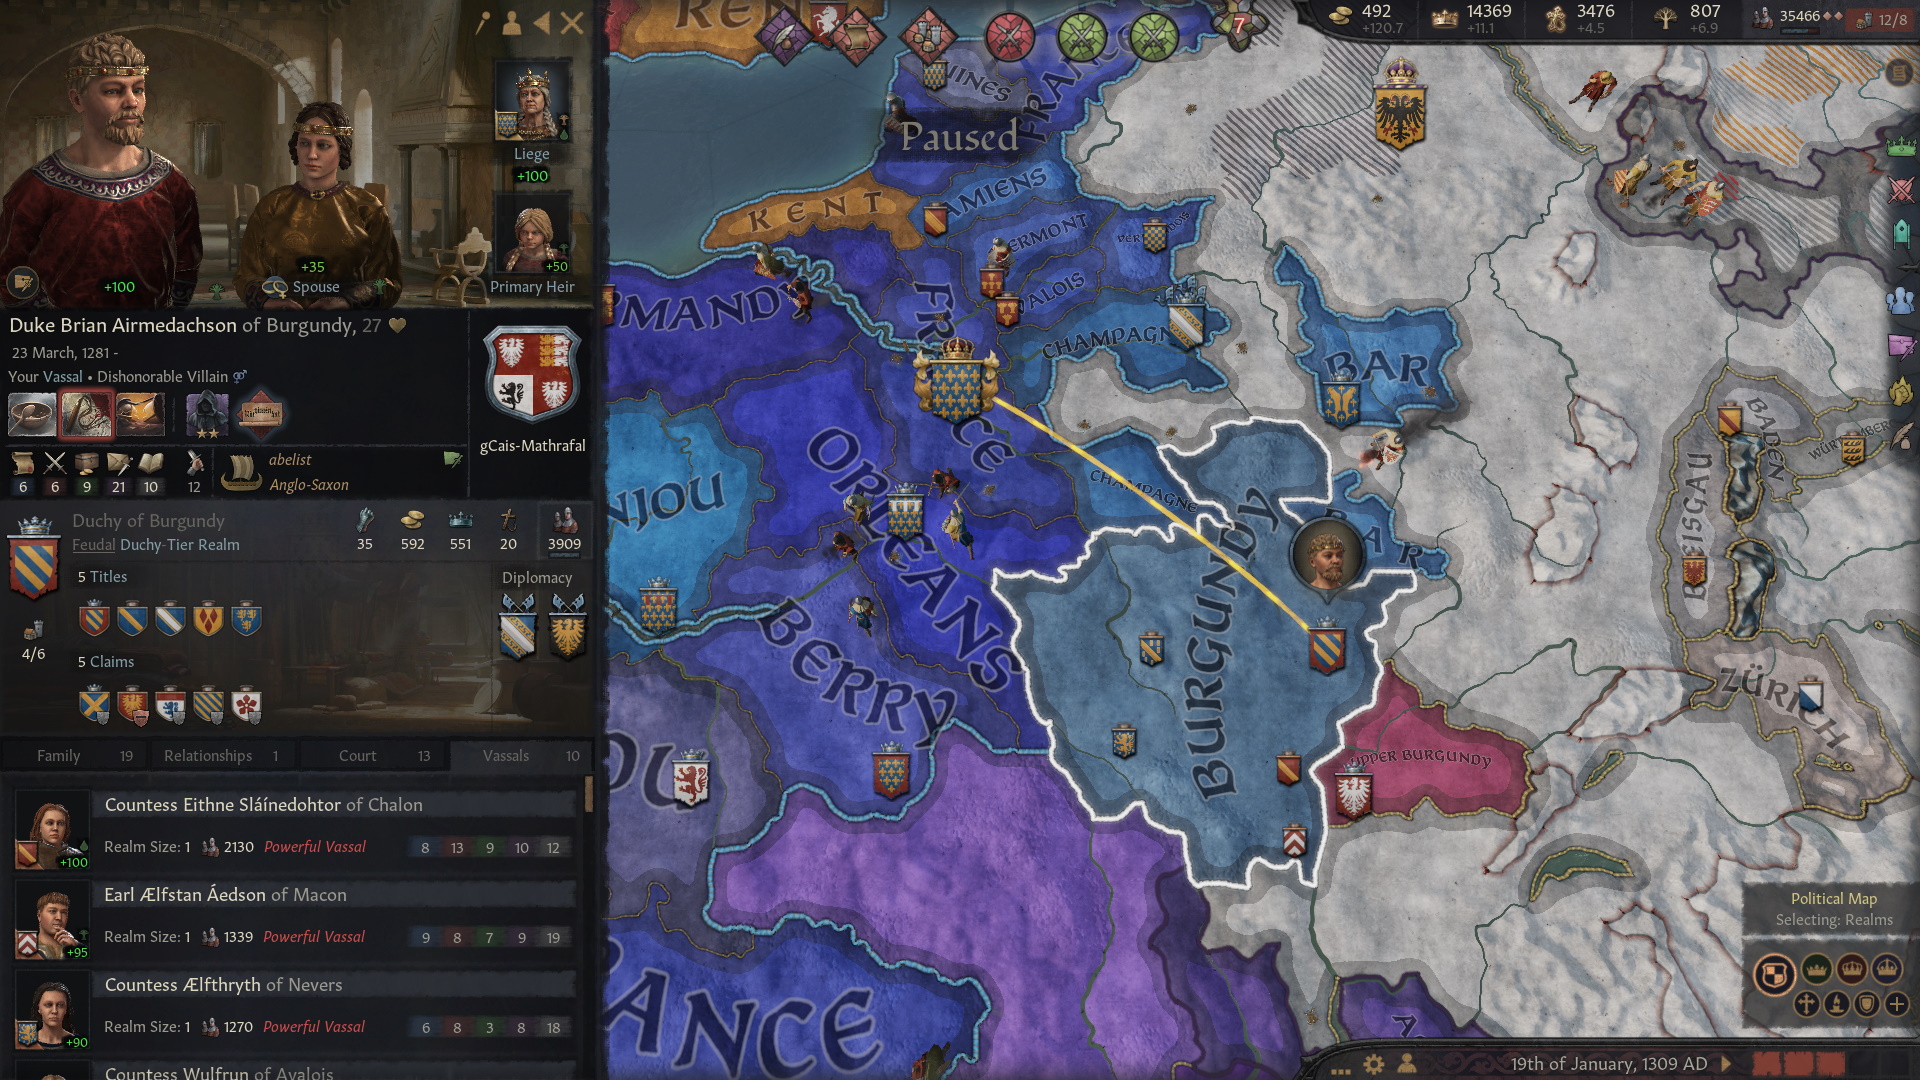 Liege
+100
+100
+35
Spouse
+50
Primary Heir
Duke Brian Airmedachson of Burgundy, 27
23 March, 1281 -
Your Vassal • Dishonorable Villain
gCais-Mathrafal
6 6 9 21 10 12
abelist
Anglo-Saxon
Duchy of Burgundy
Feudal Duchy-Tier Realm
35 592 551 20 3909
5 Titles
Diplomacy
4/6
5 Claims
Family 19
Relationships 1
Court 13
Vassals 10
Countess Eithne Sláínedohtor of Chalon
+100
Realm Size: 1 2130 Powerful Vassal 8 13 9 10 12
Earl Ælfstan Áedson of Macon
+95
Realm Size: 1 1339 Powerful Vassal 9 8 7 9 19
Countess Ælfthryth of Nevers
+90
Realm Size: 1 1270 Powerful Vassal 6 8 3 8 18
Countess Wulfrun of Avalois
7
492
+120.7
14369
+11.1
3476
+4.5
807
+6.9
35466
12/8
Paused
FRANCE
AMIENS
KENT
VALOIS
FRANCE
CHAMPAGNE
BAR
BADEN
BREISGAU
ORLEANS
CHAMPAGNE
BURGUNDY
BAR
BERRY
ZÜRICH
UPPER BURGUNDY
Political Map
Selecting: Realms
19th of January, 1309 AD